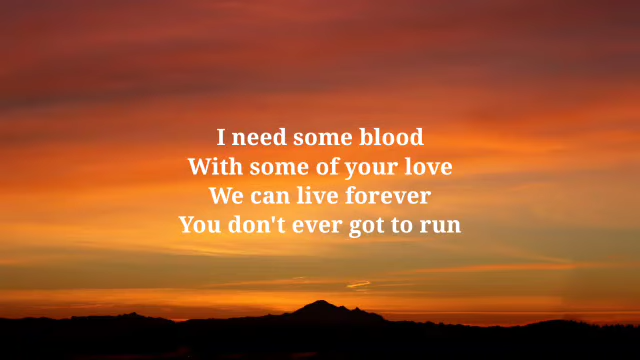 I need some blood
With some of your love
We can live forever
You don't ever got to run